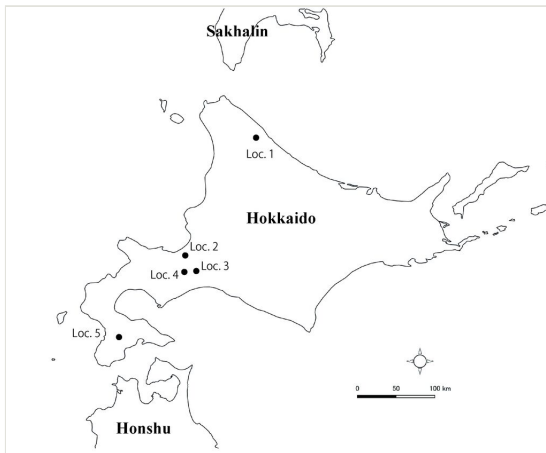 Sakhalin
Loc. 1
Hokkaido
Loc. 2
Loc. 4
Loc. 3
Loc. 5
0 50 100 km
Honshu